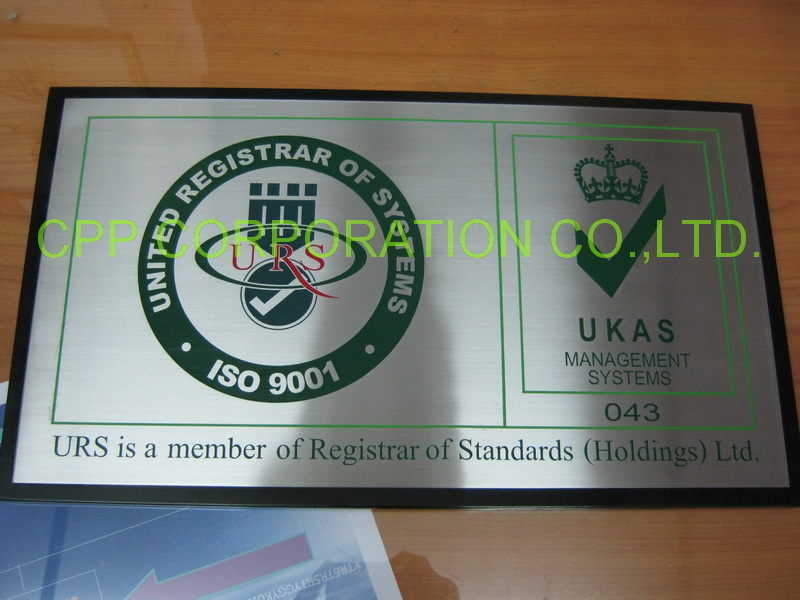 UNITED REGISTRAR OF SYSTEMS
URS
ISO 9001
CPP CORPORATION CO.,LTD.
UKAS
MANAGEMENT
SYSTEMS
043
URS is a member of Registrar of Standards (Holdings) Ltd.